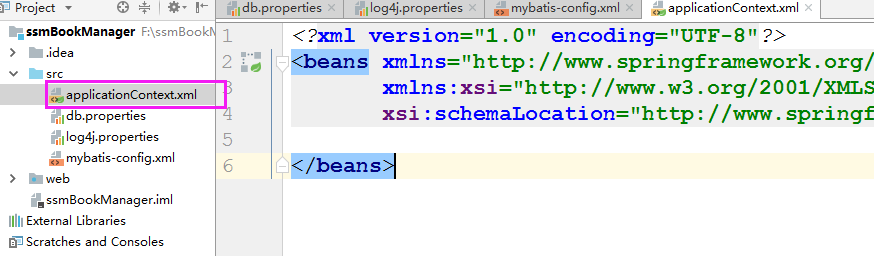 Project
db.properties
log4j.properties
mybatis-config.xml
applicationContext.xml
ssmBookManager F:\ssmBookM
.idea
src
applicationContext.xml
db.properties
log4j.properties
mybatis-config.xml
web
ssmBookManager.iml
External Libraries
Scratches and Consoles
1 <?xml version="1.0" encoding="UTF-8"?>
2 <beans xmlns="http://www.springframework.org/
3 xmlns:xsi="http://www.w3.org/2001/XMLS
4 xsi:schemaLocation="http://www.springf
5
6 </beans>